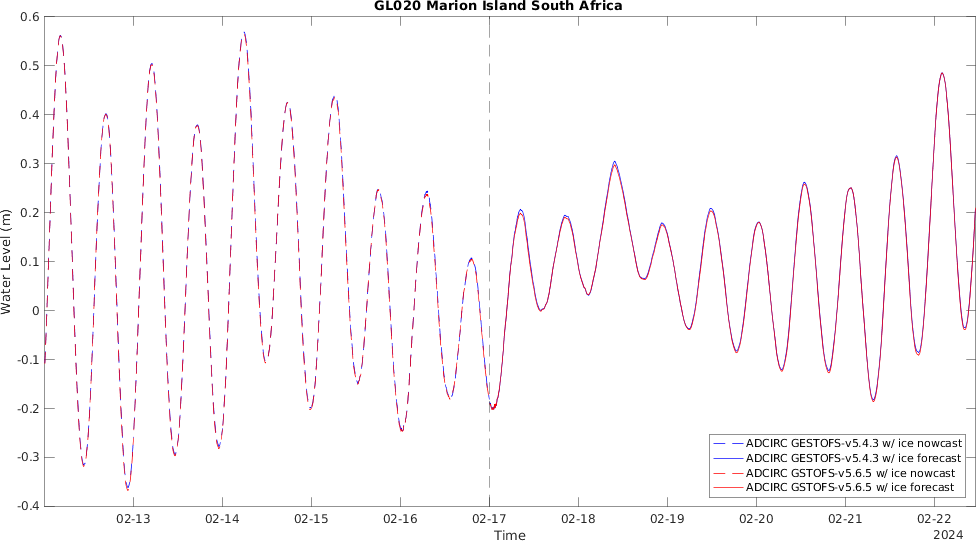 GL020 Marion Island South Africa
0.6
0.5
0.4
0.3
0.2
0.1
0
-0.1
-0.2
-0.3
-0.4
Water Level (m)
ADCIRC GESTOFS-v5.4.3 w/ ice nowcast
ADCIRC GESTOFS-v5.4.3 w/ ice forecast
ADCIRC GSTOFS-v5.6.5 w/ ice nowcast
ADCIRC GSTOFS-v5.6.5 w/ ice forecast
02-13 02-14 02-15 02-16 02-17 02-18 02-19 02-20 02-21 02-22
Time
2024